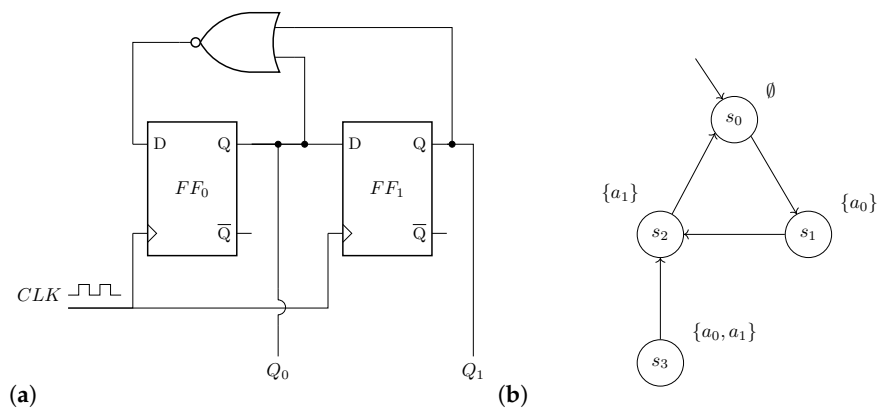 D Q
FF₀
Q̅
D Q
FF₁
Q̅
CLK
Q₀
Q₁
(a)
∅
s₀
{a₁}
{a₀}
s₂
s₁
{a₀, a₁}
s₃
(b)